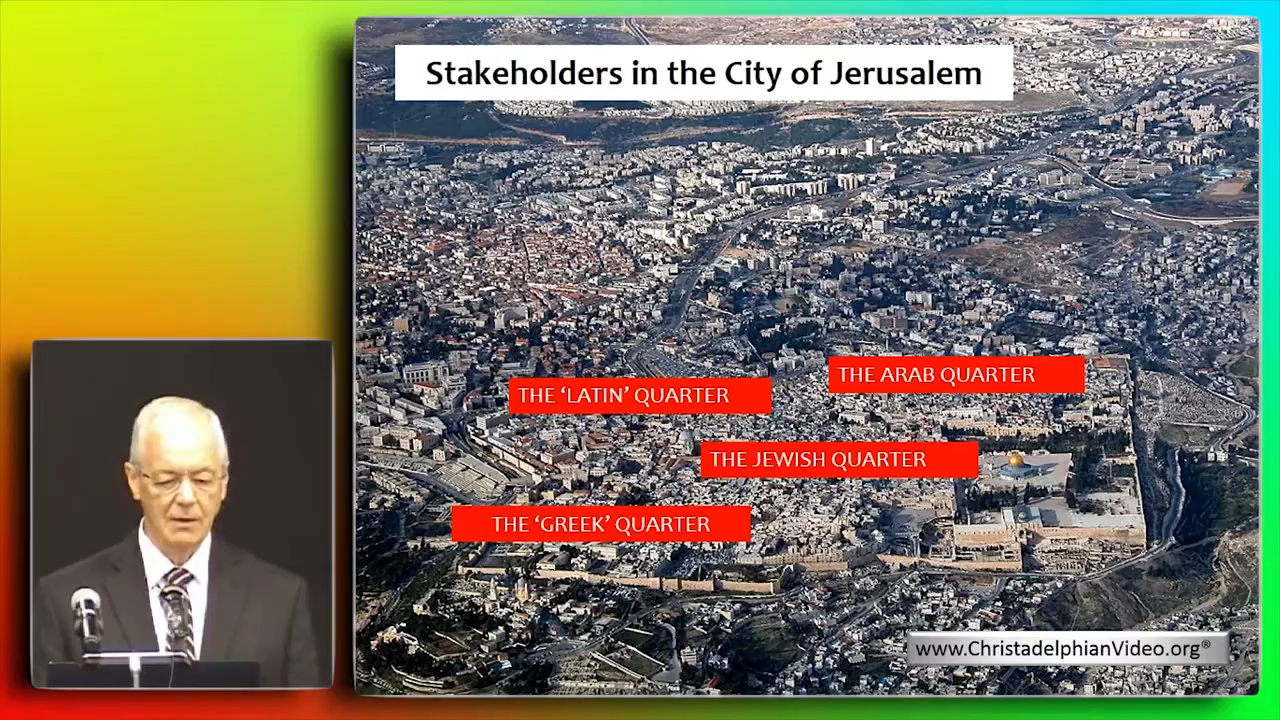 Stakeholders in the City of Jerusalem
THE ARAB QUARTER
THE ‘LATIN’ QUARTER
THE JEWISH QUARTER
THE ‘GREEK’ QUARTER
www.ChristadelphianVideo.org®